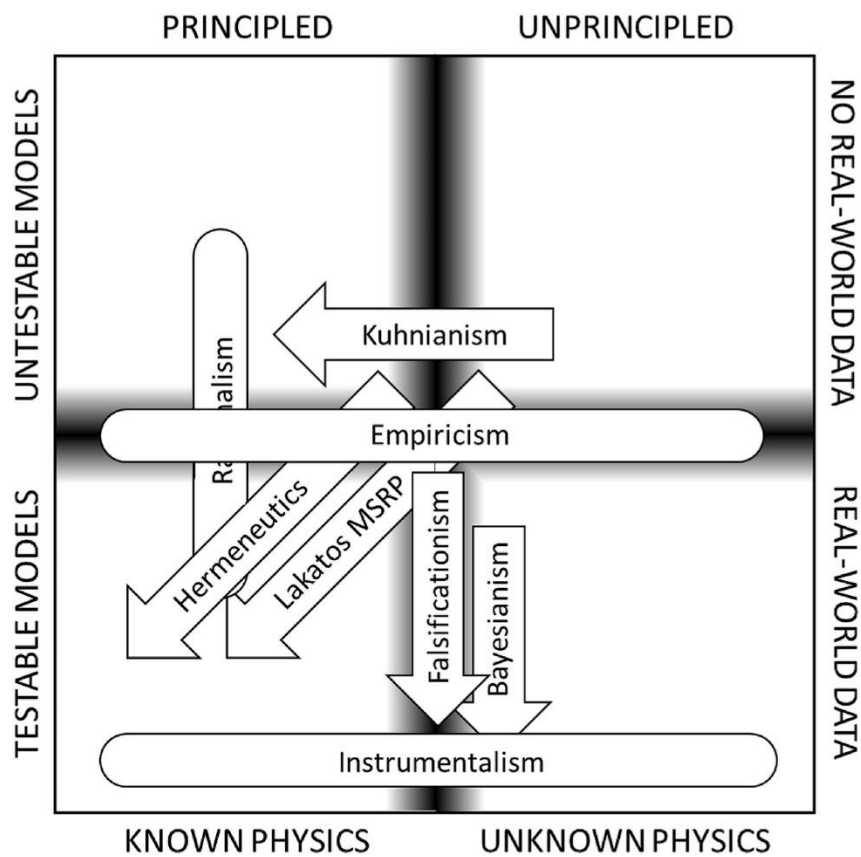 PRINCIPLED
UNPRINCIPLED
UNTESTABLE MODELS
NO REAL-WORLD DATA
Kuhnianism
Empiricism
Hermeneutics
Lakatos MSRP
Falsificationism
Bayesianism
TESTABLE MODELS
REAL-WORLD DATA
Instrumentalism
KNOWN PHYSICS
UNKNOWN PHYSICS